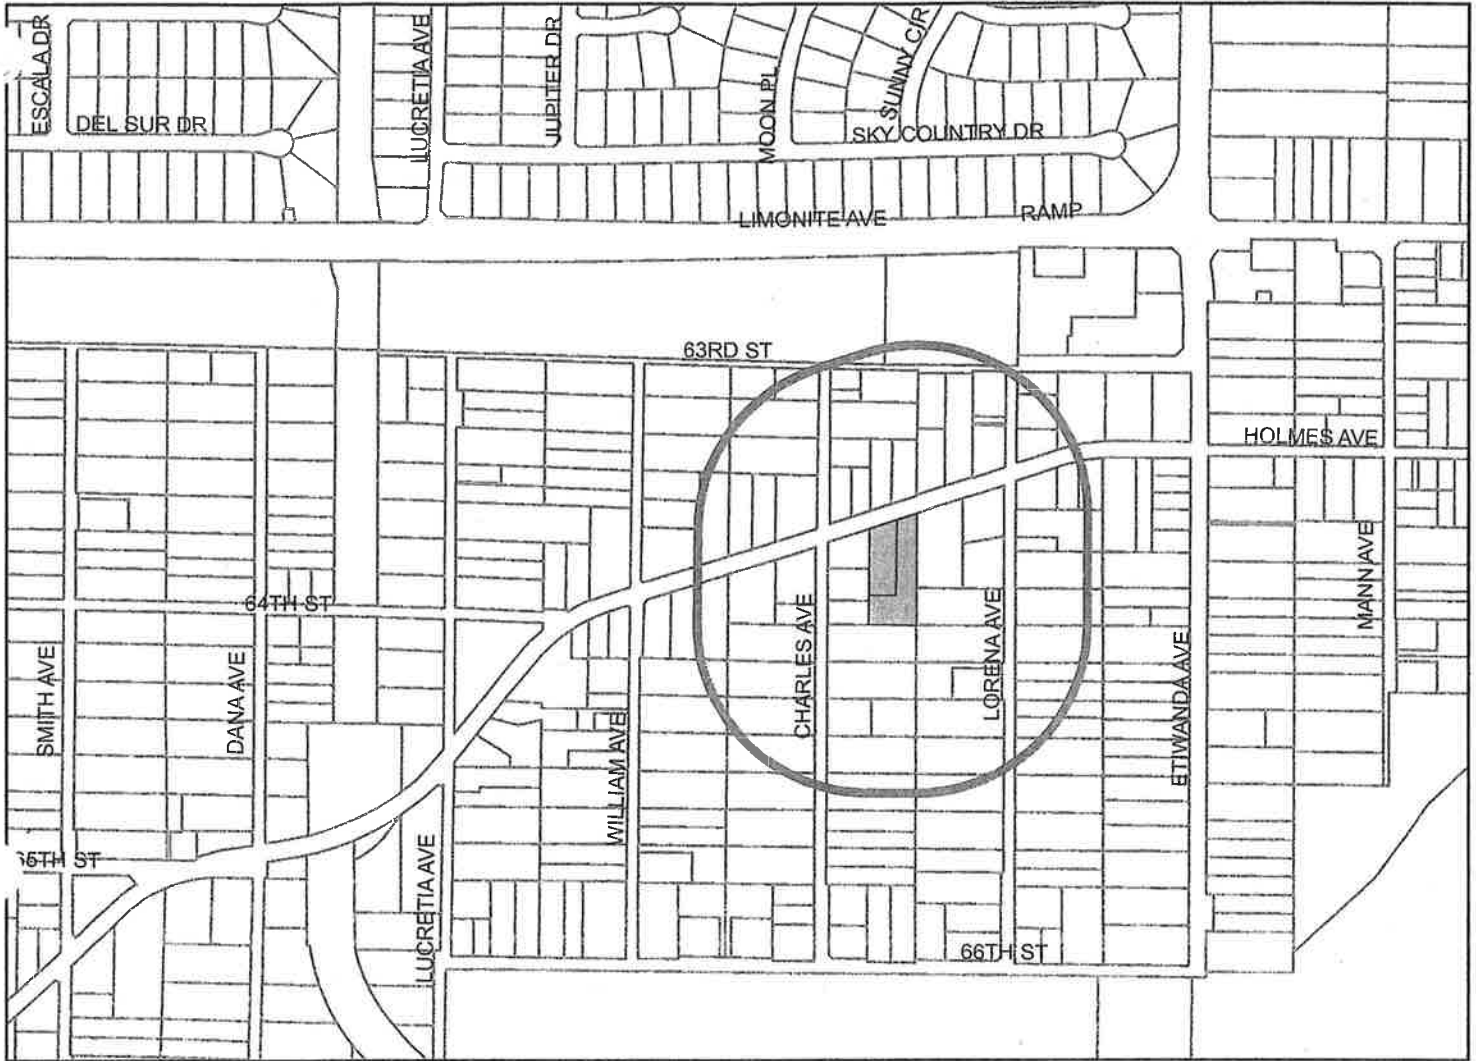 ESCALA DR
DEL SUR DR
LUCRETIA AVE
JUPITER DR
MOON PL
SUNNY CIR
SKY COUNTRY DR
LIMONITE AVE
RAMP
63RD ST
HOLMES AVE
64TH ST
SMITH AVE
DANA AVE
WILLIAM AVE
CHARLES AVE
LORENA AVE
ETIWANDA AVE
MANN AVE
65TH ST
LUCRETIA AVE
66TH ST